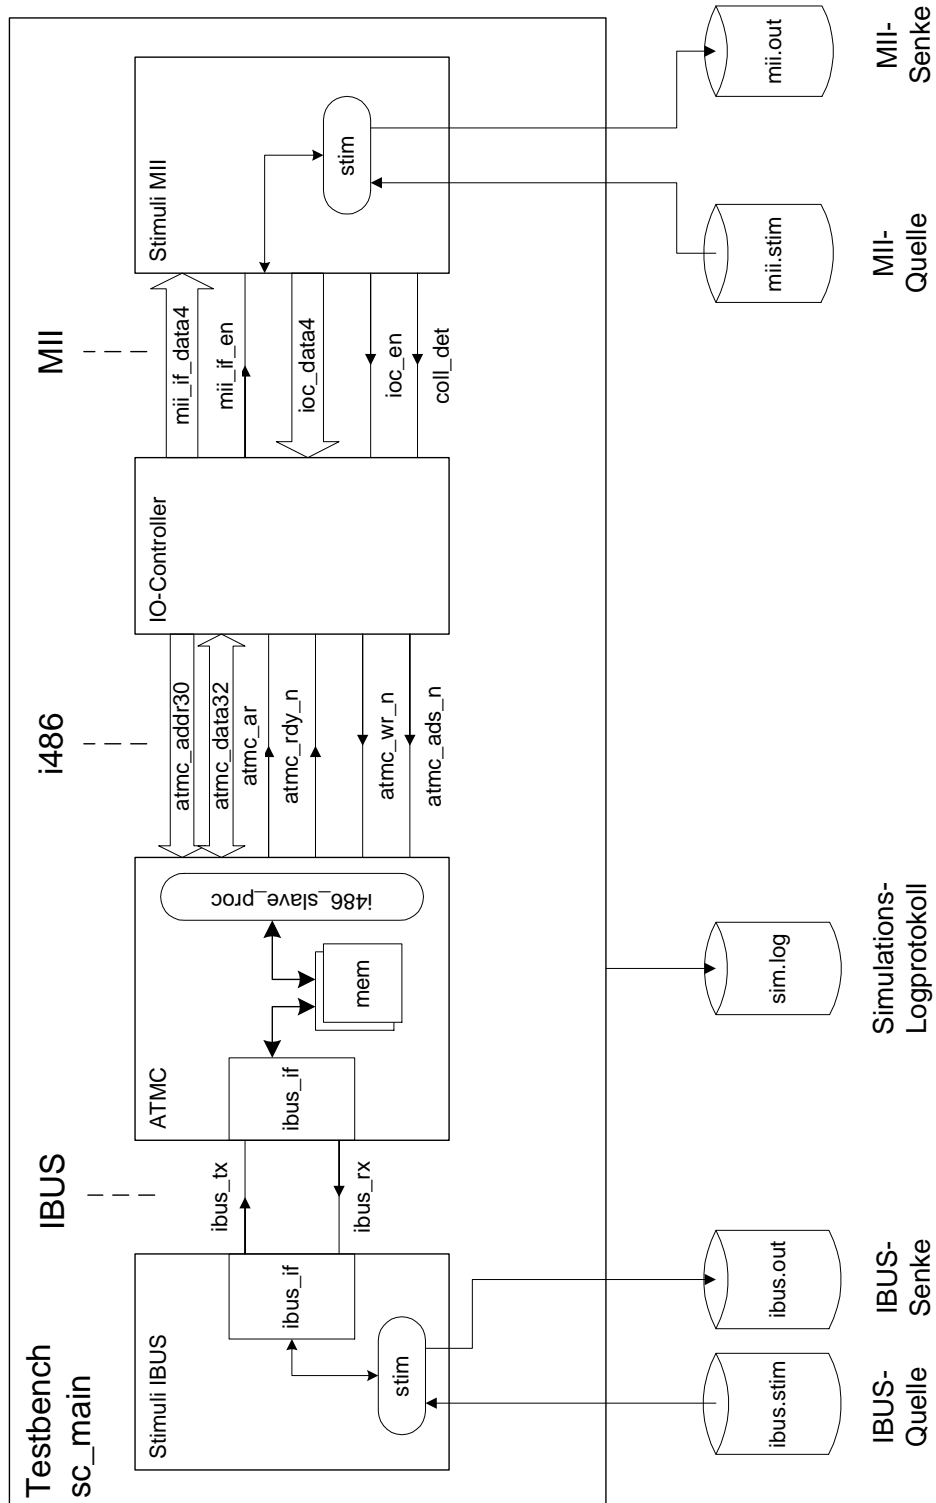 Testbench
sc_main
IBUS
i486
MII
Stimuli IBUS
ibus_if
stim
ibus_tx
ibus_rx
ATMC
ibus_if
mem
i486_slave_proc
atmc_addr30
atmc_data32
atmc_ar
atmc_rdy_n
atmc_wr_n
atmc_ads_n
IO-Controller
mii_if_data4
mii_if_en
ioc_data4
ioc_en
coll_det
Stimuli MII
stim
ibus.stim
ibus.out
sim.log
mii.stim
mii.out
IBUS-
Quelle
IBUS-
Senke
Simulations-
Logprotokoll
MII-
Quelle
MII-
Senke